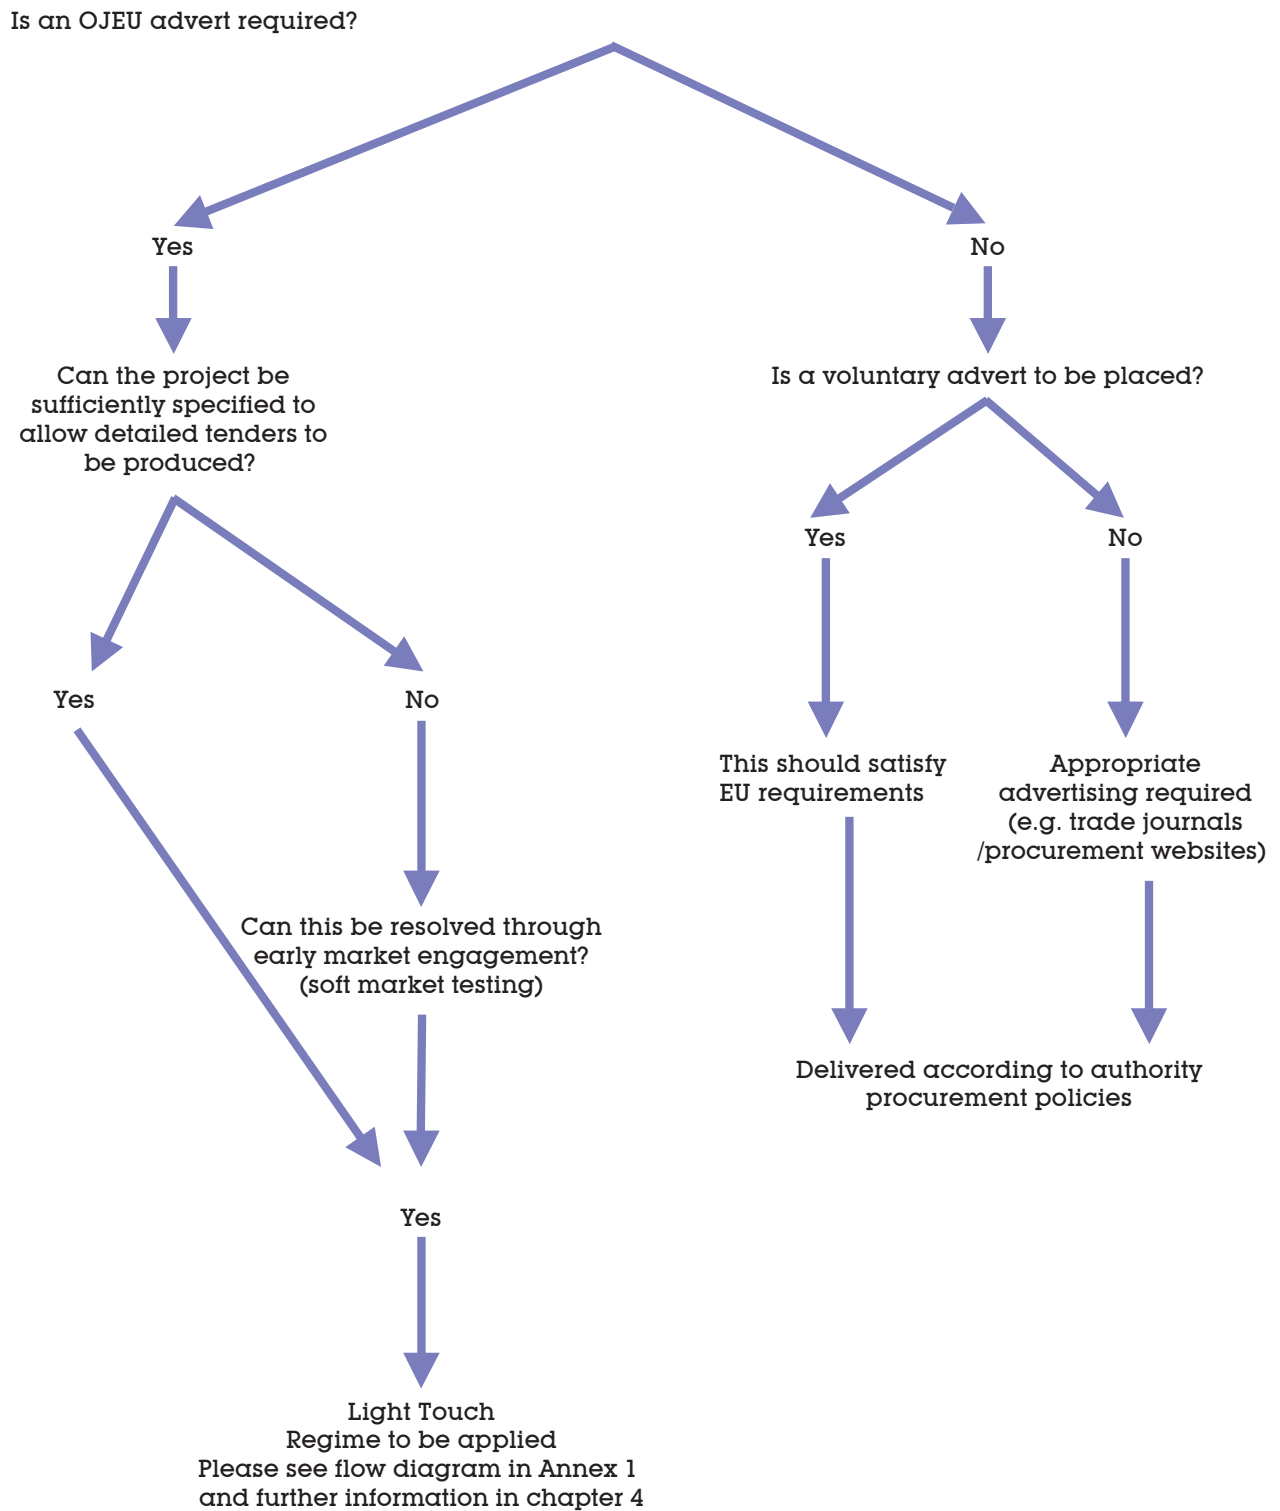 Is an OJEU advert required?
Yes
No
Can the project be
sufficiently specified to
allow detailed tenders to
be produced?
Is a voluntary advert to be placed?
Yes
No
Yes
No
This should satisfy
EU requirements
Appropriate
advertising required
(e.g. trade journals
/procurement websites)
Can this be resolved through
early market engagement?
(soft market testing)
Delivered according to authority
procurement policies
Yes
Light Touch
Regime to be applied
Please see flow diagram in Annex 1
and further information in chapter 4